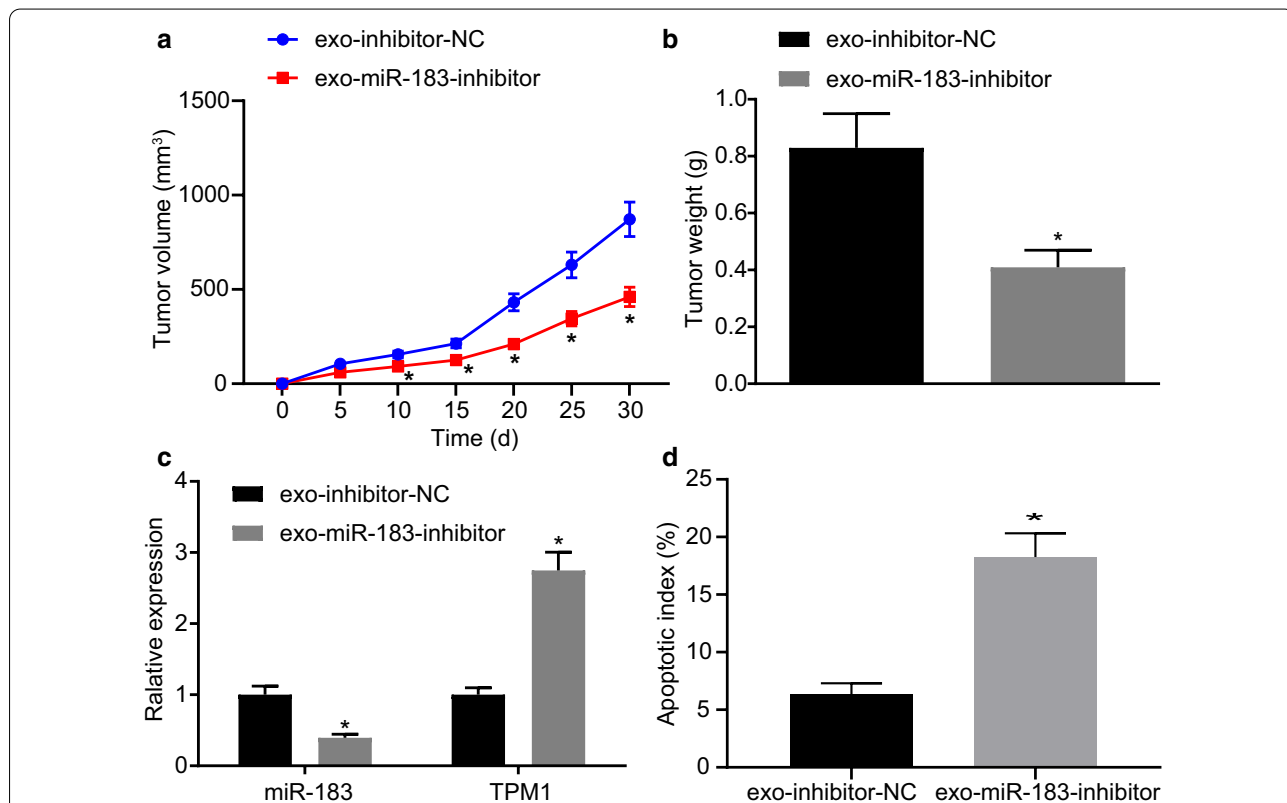 a
exo-inhibitor-NC
exo-miR-183-inhibitor
Tumor volume (mm³)
1500
1000
500
0
0 5 10 15 20 25 30
* * * * *
Time (d)
b
exo-inhibitor-NC
exo-miR-183-inhibitor
Tumor weight (g)
1.0
0.8
0.6
0.4
0.2
0.0
*
c
exo-inhibitor-NC
exo-miR-183-inhibitor
Ralative expression
4
3
2
1
0
* *
miR-183 TPM1
d
Apoptotic index (%)
25
20
15
10
5
0
*
exo-inhibitor-NC exo-miR-183-inhibitor